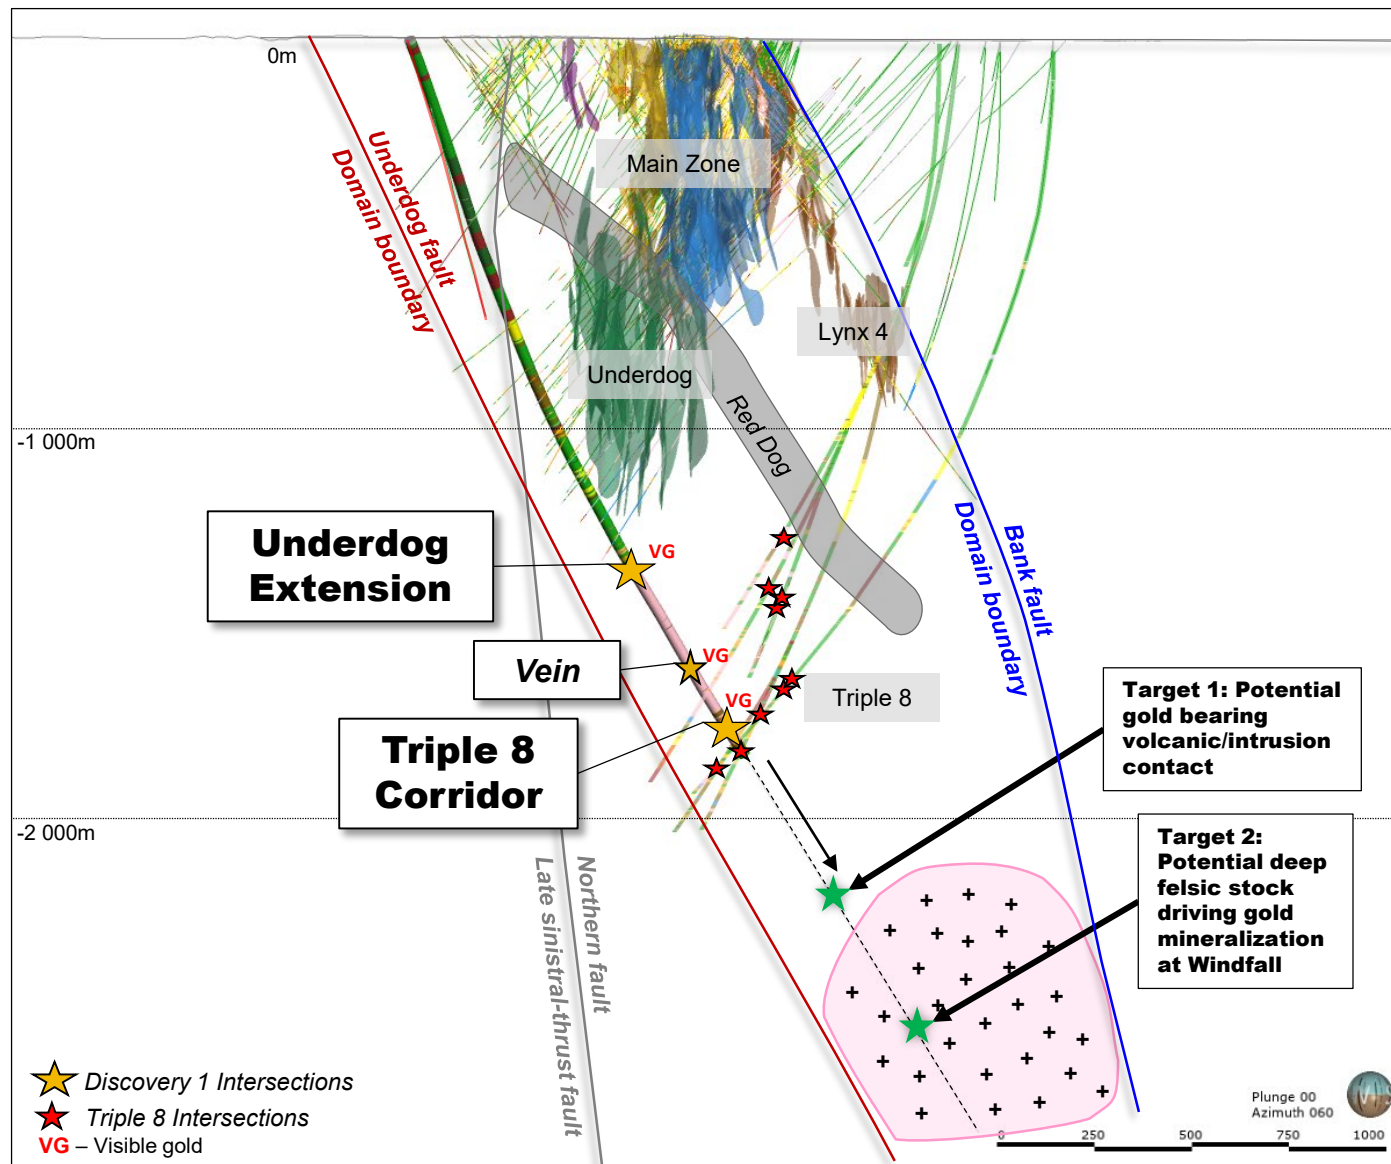 0m
Underdog fault
Domain boundary
Main Zone
Lynx 4
Underdog
Red Dog
-1 000m
Bank fault
Domain boundary
Underdog
Extension
VG
Vein
VG
VG
Triple 8
Triple 8
Corridor
Target 1: Potential
gold bearing
volcanic/intrusion
contact
-2 000m
Target 2:
Potential deep
felsic stock
driving gold
mineralization
at Windfall
Northern fault
Late sinistral-thrust fault
Discovery 1 Intersections
Triple 8 Intersections
VG – Visible gold
Plunge 00
Azimuth 060
0 250 500 750 1000